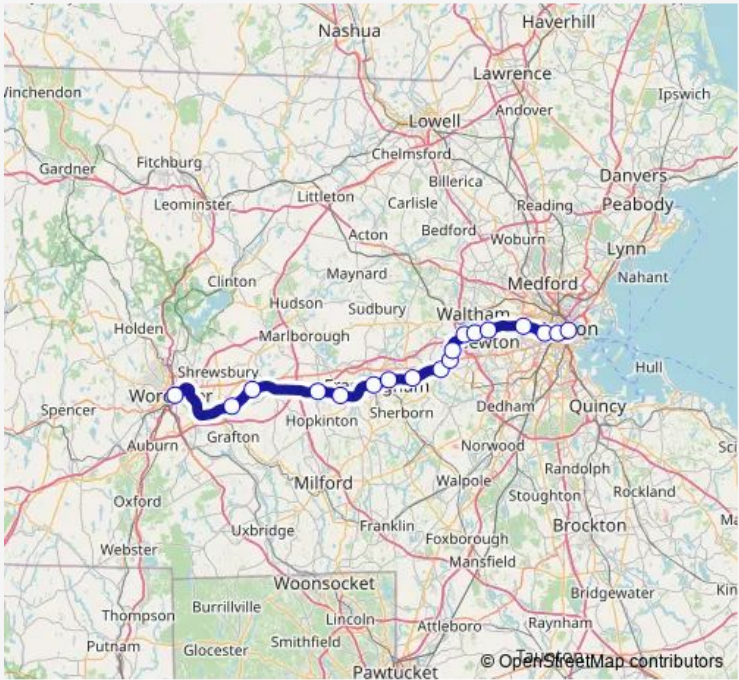 Haverhill
Nashua
Lawrence
Winchendon
Ipswich
Andover
Lowell
Chelmsford
Fitchburg
Gardner
Danvers
Billerica
Littleton
Carlisle
Leominster
Reading
Peabody
Bedford
Acton
Woburn
Lynn
Maynard
Nahant
Clinton
Medford
Hudson
Sudbury
Waltham
Holden
Marlborough
Shrewsbury
Hull
Spencer
Sherborn
Dedham
Quincy
Hopkinton
Grafton
Auburn
Norwood
Randolph
Milford
Walpole
Rockland
Stoughton
Oxford
Franklin
Brockton
Uxbridge
Foxborough
Webster
Mansfield
Woonsocket
Bridgewater
Burrillville
Thompson
Lincoln
Attleboro
Raynham
Smithfield
Putnam
Glocester
Pawtucket
© OpenStreetMap contributors